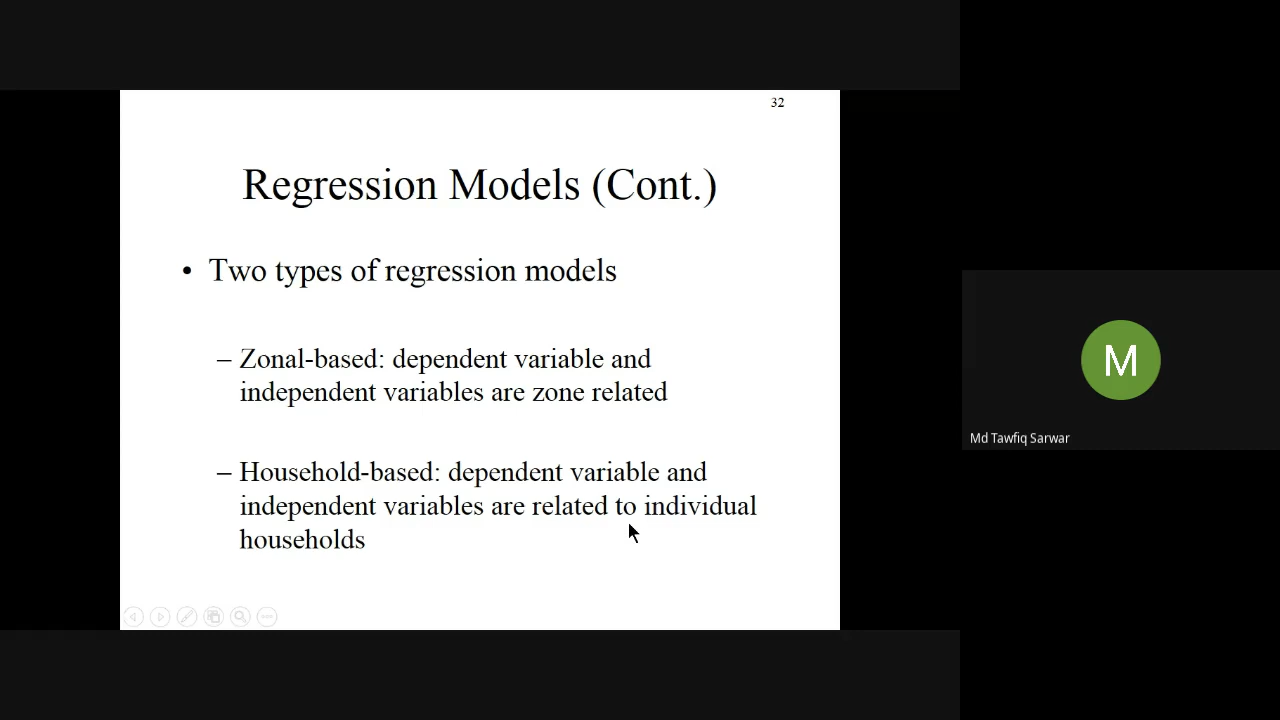 32
Regression Models (Cont.)
• Two types of regression models
– Zonal-based: dependent variable and
independent variables are zone related
– Household-based: dependent variable and
independent variables are related to individual
households
M
Md Tawfiq Sarwar